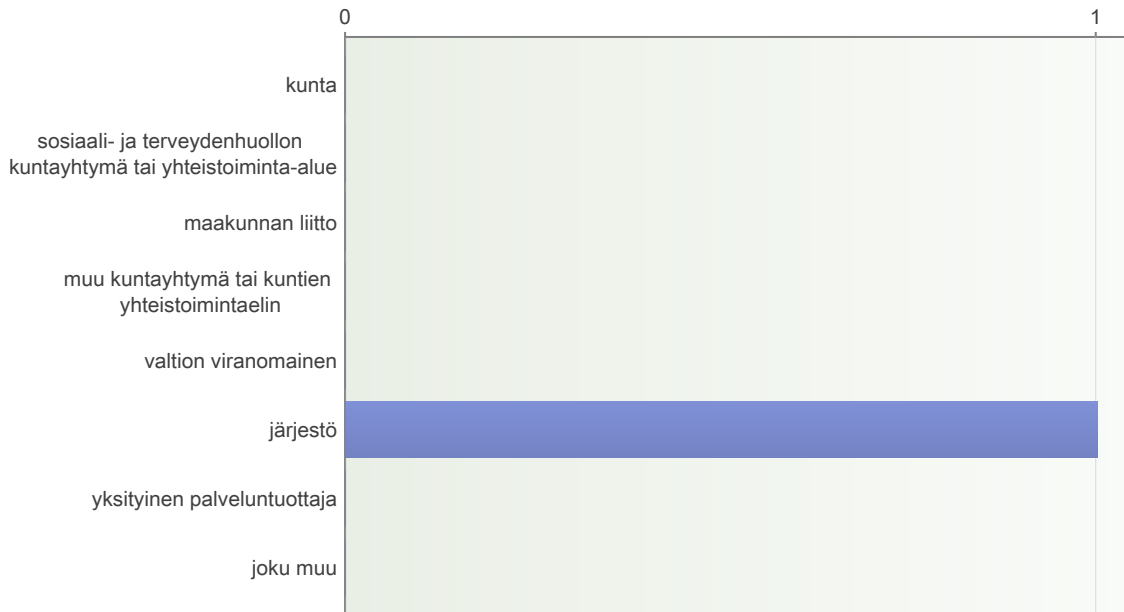 0 1
kunta
sosiaali- ja terveydenhuollon
kuntayhtymä tai yhteistoiminta-alue
maakunnan liitto
muu kuntayhtymä tai kuntien
yhteistoimintaelin
valtion viranomainen
järjestö
yksityinen palveluntuottaja
joku muu